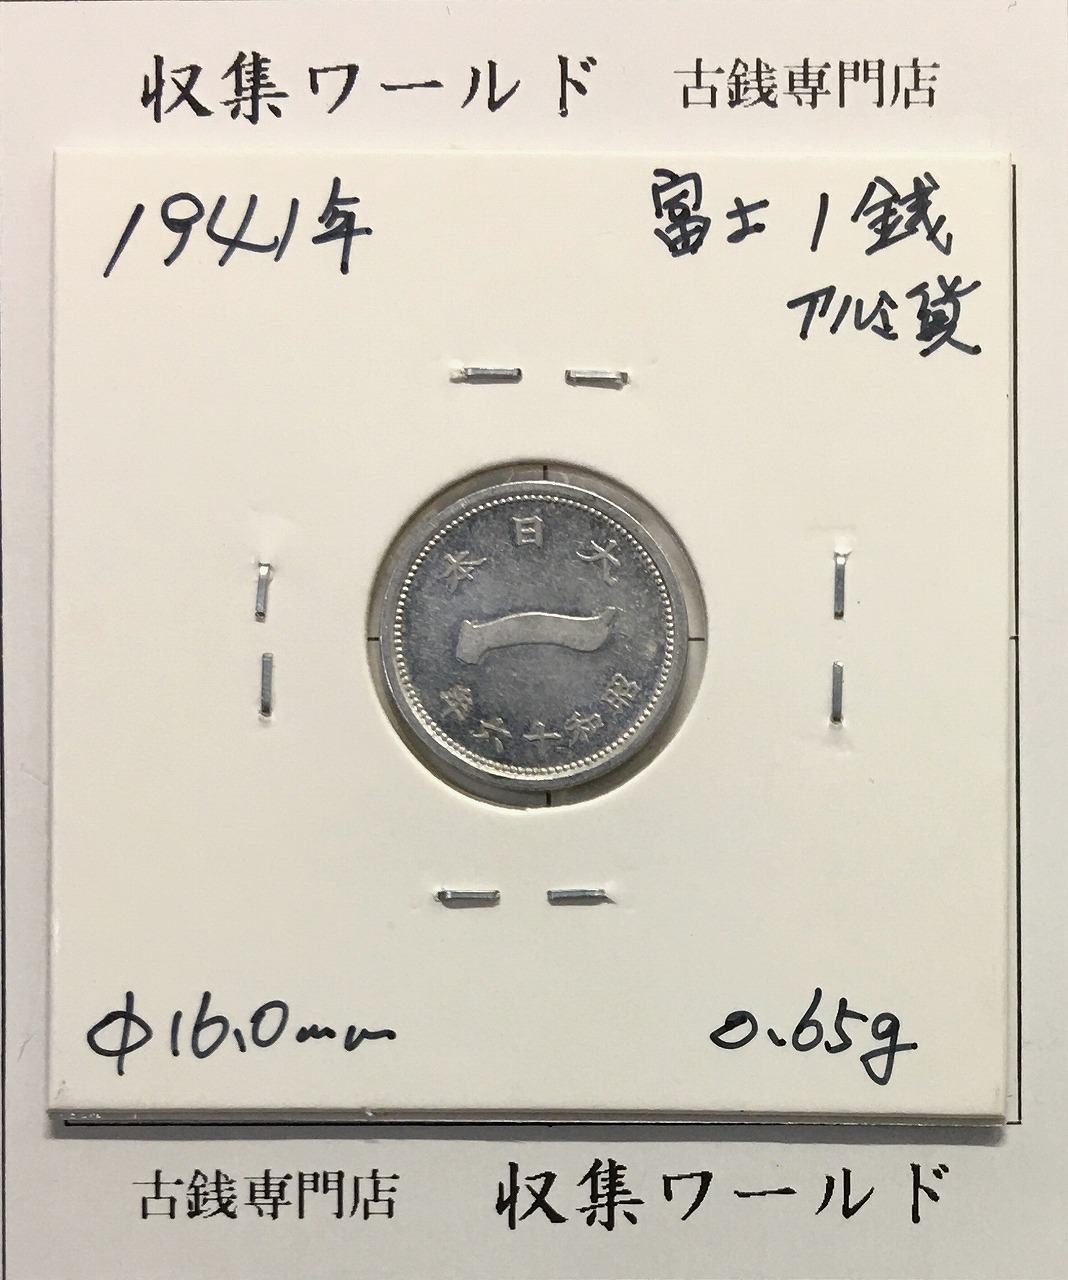 収集ワールド 古銭専門店
1941年 富士1銭
アルミ貨
大日本
一
昭和十六年
φ16.0mm 0.65g
古銭専門店 収集ワールド